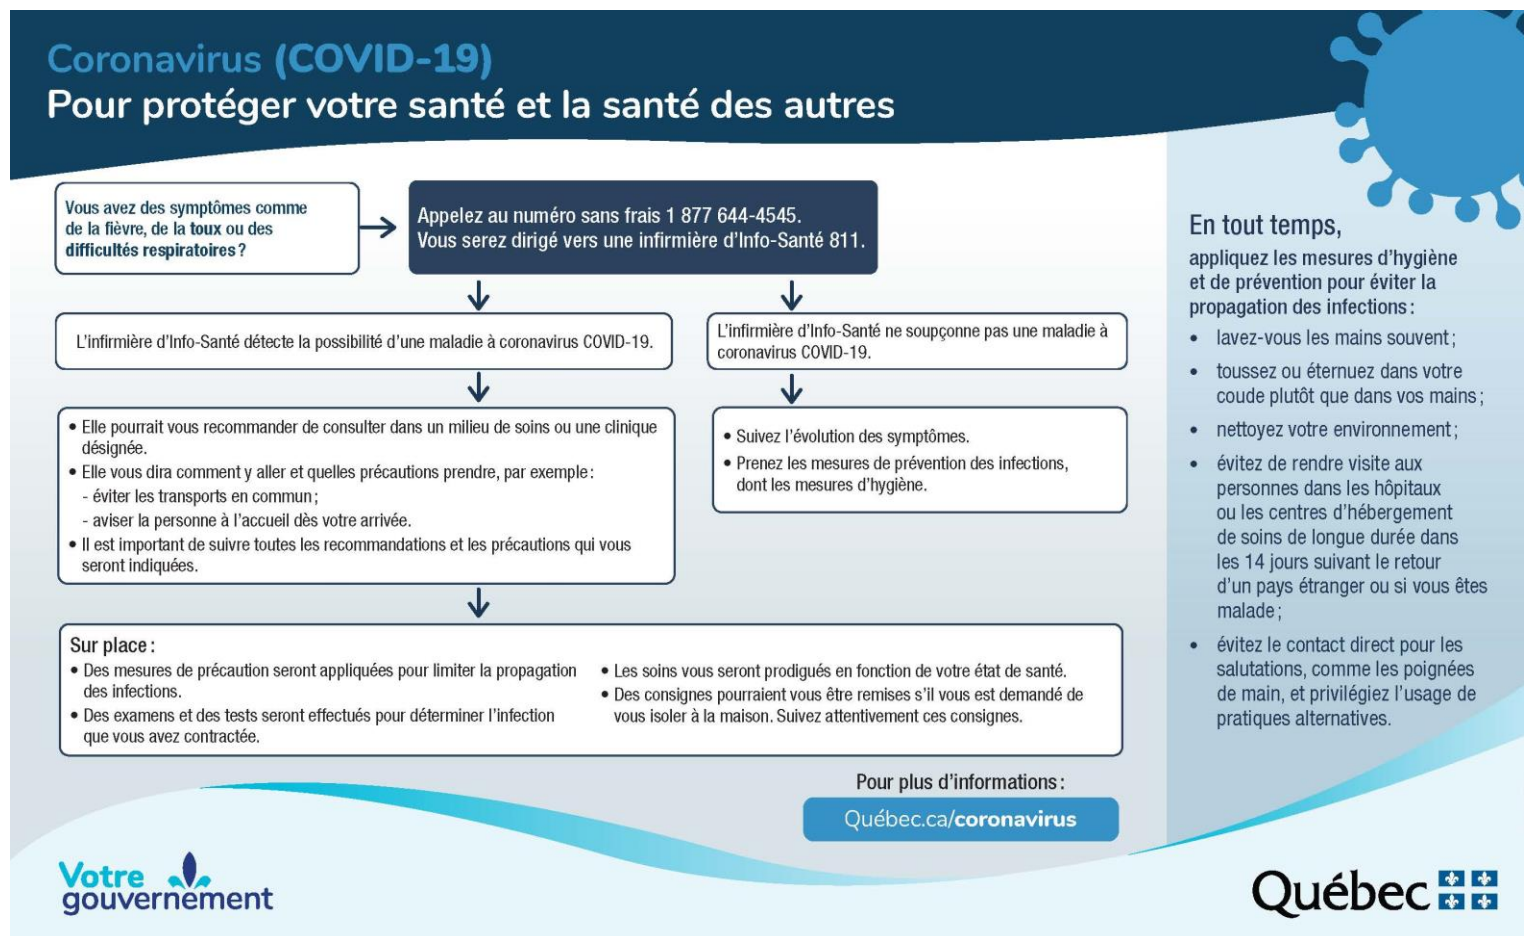 Coronavirus (COVID-19)
Pour protéger votre santé et la santé des autres
Vous avez des symptômes comme
de la fièvre, de la toux ou des
difficultés respiratoires ?
Appelez au numéro sans frais 1 877 644-4545.
Vous serez dirigé vers une infirmière d’Info-Santé 811.
L’infirmière d’Info-Santé détecte la possibilité d’une maladie à coronavirus COVID-19.
L’infirmière d’Info-Santé ne soupçonne pas une maladie à
coronavirus COVID-19.
• Elle pourrait vous recommander de consulter dans un milieu de soins ou une clinique
désignée.
• Elle vous dira comment y aller et quelles précautions prendre, par exemple :
- éviter les transports en commun ;
- aviser la personne à l’accueil dès votre arrivée.
• Il est important de suivre toutes les recommandations et les précautions qui vous
seront indiquées.
• Suivez l’évolution des symptômes.
• Prenez les mesures de prévention des infections,
dont les mesures d’hygiène.
Sur place :
• Des mesures de précaution seront appliquées pour limiter la propagation
des infections.
• Des examens et des tests seront effectués pour déterminer l’infection
que vous avez contractée.
• Les soins vous seront prodigués en fonction de votre état de santé.
• Des consignes pourraient vous être remises s’il vous est demandé de
vous isoler à la maison. Suivez attentivement ces consignes.
En tout temps,
appliquez les mesures d’hygiène
et de prévention pour éviter la
propagation des infections :
• lavez-vous les mains souvent ;
• toussez ou éternuez dans votre
coude plutôt que dans vos mains ;
• nettoyez votre environnement ;
• évitez de rendre visite aux
personnes dans les hôpitaux
ou les centres d’hébergement
de soins de longue durée dans
les 14 jours suivant le retour
d’un pays étranger ou si vous êtes
malade ;
• évitez le contact direct pour les
salutations, comme les poignées
de main, et privilégiez l’usage de
pratiques alternatives.
Pour plus d’informations :
Québec.ca/coronavirus
Votre
gouvernement
Québec